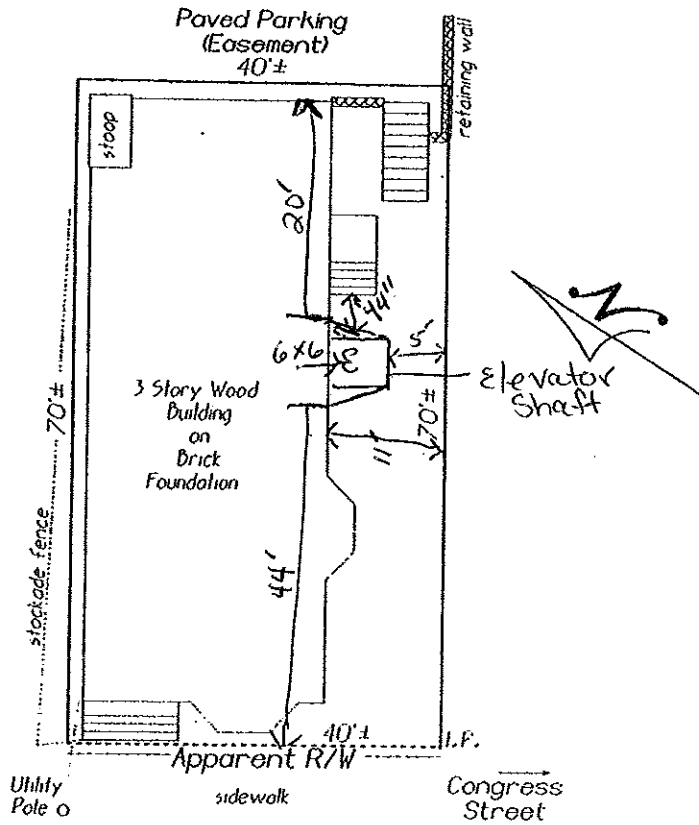 Paved Parking
(Easement)
40'±
retaining wall
stoop
20'
44"
N
6x6
E
5'
Elevator
Shaft
3 Story Wood
Building
on
Brick
Foundation
70'±
70'±
11'
stockade fence
44'
40'±
I.P.
Apparent R/W
Utility
Pole
sidewalk
Congress
Street